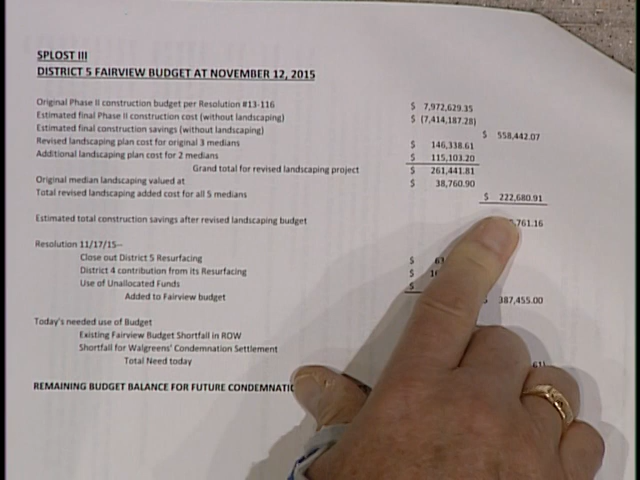 SPLOST III
DISTRICT 5 FAIRVIEW BUDGET AT NOVEMBER 12, 2015
Original Phase II construction budget per Resolution #13-116 $ 7,972,629.35
Estimated final Phase II construction cost (without landscaping) $ (7,414,187.28)
Estimated final construction savings (without landscaping) $ 558,442.07
Revised landscaping plan cost for original 3 medians $ 146,338.61
Additional landscaping plan cost for 2 medians $ 115,103.20
Grand total for revised landscaping project $ 261,441.81
Original median landscaping valued at $ 38,760.90
Total revised landscaping added cost for all 5 medians $ 222,680.91
Estimated total construction savings after revised landscaping budget 761.16
Resolution 11/17/15--
Close out District 5 Resurfacing $
District 4 contribution from its Resurfacing $
Use of Unallocated Funds $
Added to Fairview budget 387,455.00
Today's needed use of Budget
Existing Fairview Budget Shortfall in ROW
Shortfall for Walgreens' Condemnation Settlement
Total Need today
REMAINING BUDGET BALANCE FOR FUTURE